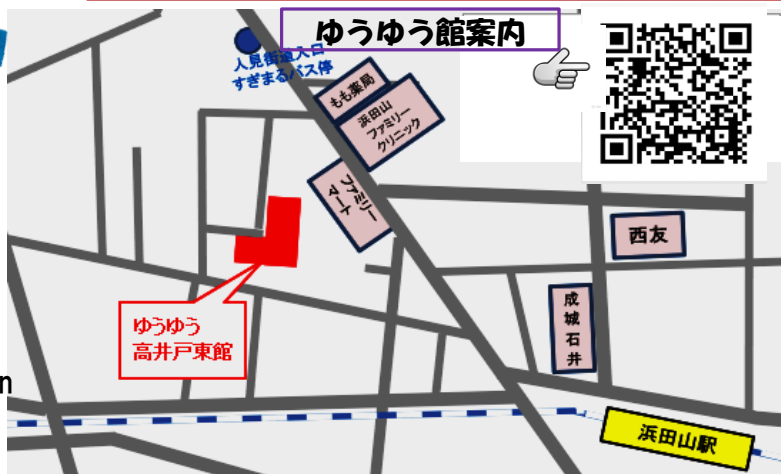 ゆうゆう館案内
人見街道入口
すぎまるバス停
もも薬局
浜田山
ファミリー
クリニック
ファミリー
マート
西友
成城石井
ゆうゆう
高井戸東館
n
浜田山駅